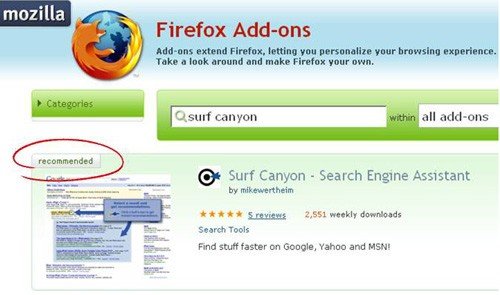 mozilla
Firefox Add-ons
Add-ons extend Firefox, letting you personalize your browsing experience.
Take a look around and make Firefox your own.
Categories
surf canyon within all add-ons
recommended
Surf Canyon - Search Engine Assistant
by mikewertheim
5 reviews 2,551 weekly downloads
Search Tools
Find stuff faster on Google, Yahoo and MSN!
Google